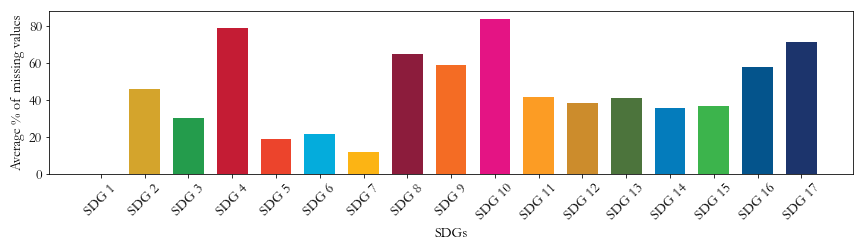 Average % of missing values
80
60
40
20
0
SDG 1
SDG 2
SDG 3
SDG 4
SDG 5
SDG 6
SDG 7
SDG 8
SDG 9
SDG 10
SDG 11
SDG 12
SDG 13
SDG 14
SDG 15
SDG 16
SDG 17
SDGs